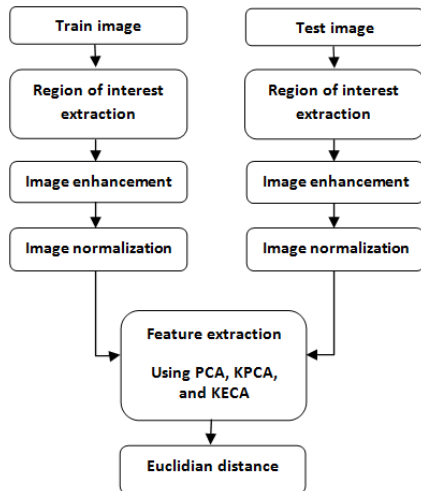 Train image
Test image
Region of interest
extraction
Region of interest
extraction
Image enhancement
Image enhancement
Image normalization
Image normalization
Feature extraction
Using PCA, KPCA,
and KECA
Euclidian distance